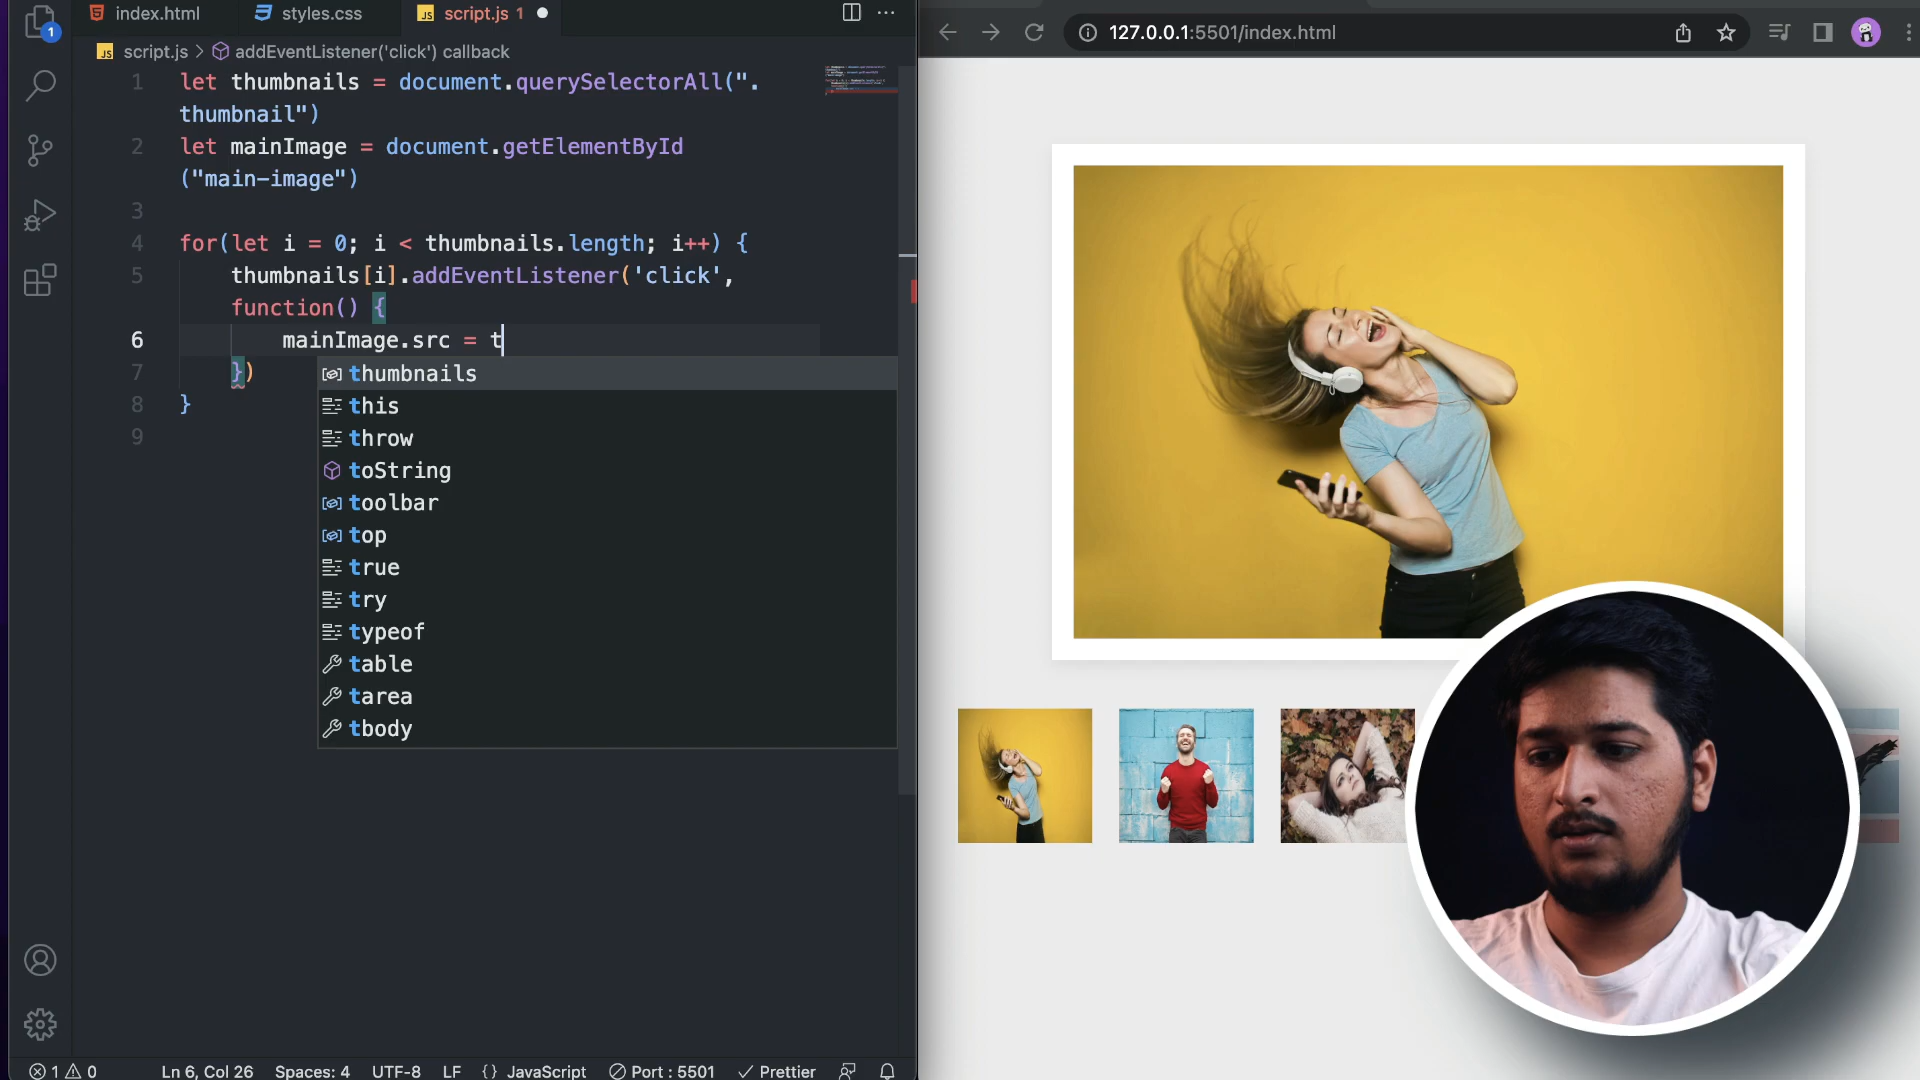 index.html
styles.css
script.js 1
127.0.0.1:5501/index.html
script.js > addEventListener('click') callback
1 let thumbnails = document.querySelectorAll(".
thumbnail")
2 let mainImage = document.getElementById
("main-image")
3
4 for(let i = 0; i < thumbnails.length; i++) {
5 thumbnails[i].addEventListener('click',
function() {
6 mainImage.src = t
7 })
8 }
9
thumbnails
this
throw
toString
toolbar
top
true
try
typeof
table
tarea
tbody
1
1 0 Ln 6, Col 26 Spaces: 4 UTF-8 LF {} JavaScript Port : 5501 Prettier